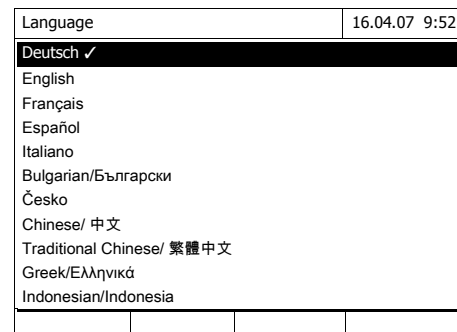 Language 16.04.07 9:52
Deutsch ✓
English
Français
Español
Italiano
Bulgarian/Български
Česko
Chinese/ 中文
Traditional Chinese/ 繁體中文
Greek/Ελληνικά
Indonesian/Indonesia